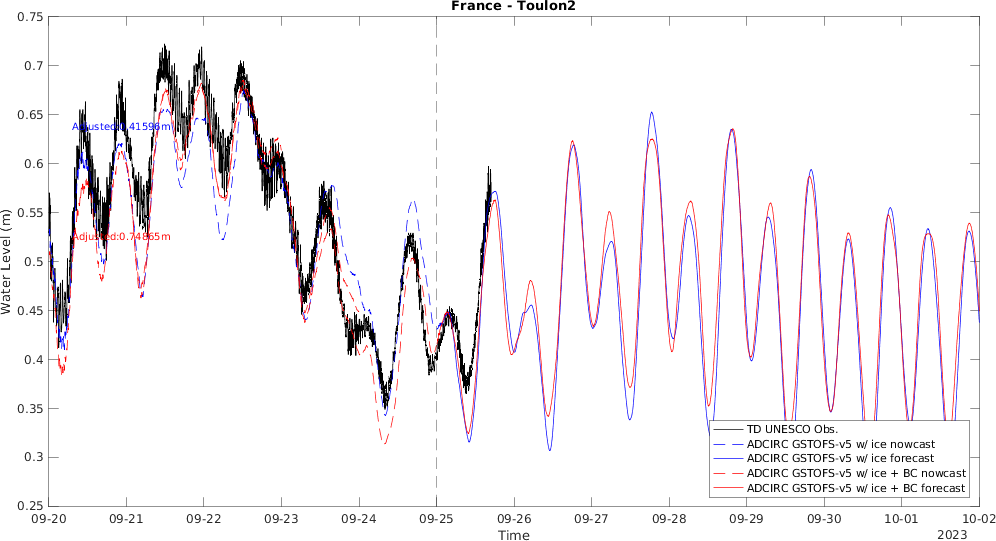 France - Toulon2
0.75
0.7
0.65
0.6
0.55
0.5
0.45
0.4
0.35
0.3
0.25
Water Level (m)
Adjusted:0.41596m
Adjusted:0.74865m
TD UNESCO Obs.
ADCIRC GSTOFS-v5 w/ ice nowcast
ADCIRC GSTOFS-v5 w/ ice forecast
ADCIRC GSTOFS-v5 w/ ice + BC nowcast
ADCIRC GSTOFS-v5 w/ ice + BC forecast
09-20 09-21 09-22 09-23 09-24 09-25 09-26 09-27 09-28 09-29 09-30 10-01 10-02
Time
2023